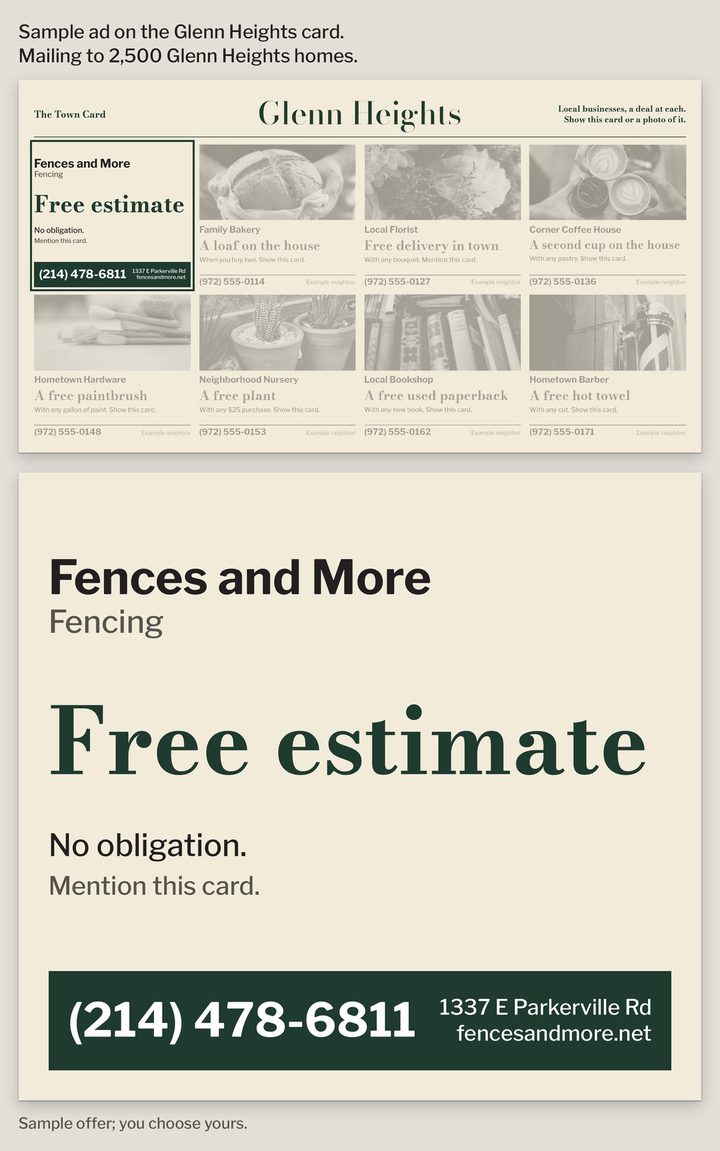 Sample ad on the Glenn Heights card.
Mailing to 2,500 Glenn Heights homes.
The Town Card
Glenn Heights
Local businesses, a deal at each.
Show this card or a photo of it.
Fences and More
Fencing
Free estimate
No obligation.
Mention this card.
(214) 478-6811
1337 E Parkerville Rd
fencesandmore.net
Family Bakery
A loaf on the house
When you buy two. Show this card.
(972) 555-0114
Example neighbor
Local Florist
Free delivery in town
With any bouquet. Mention this card.
(972) 555-0127
Example neighbor
Corner Coffee House
A second cup on the house
With any pastry. Show this card.
(972) 555-0136
Example neighbor
Hometown Hardware
A free paintbrush
With any gallon of paint. Show this card.
(972) 555-0148
Example neighbor
Neighborhood Nursery
A free plant
With any $25 purchase. Show this card.
(972) 555-0153
Example neighbor
Local Bookshop
A free used paperback
With any new book. Show this card.
(972) 555-0162
Example neighbor
Hometown Barber
A free hot towel
With any cut. Show this card.
(972) 555-0171
Example neighbor
Fences and More
Fencing
Free estimate
No obligation.
Mention this card.
(214) 478-6811
1337 E Parkerville Rd
fencesandmore.net
Sample offer; you choose yours.